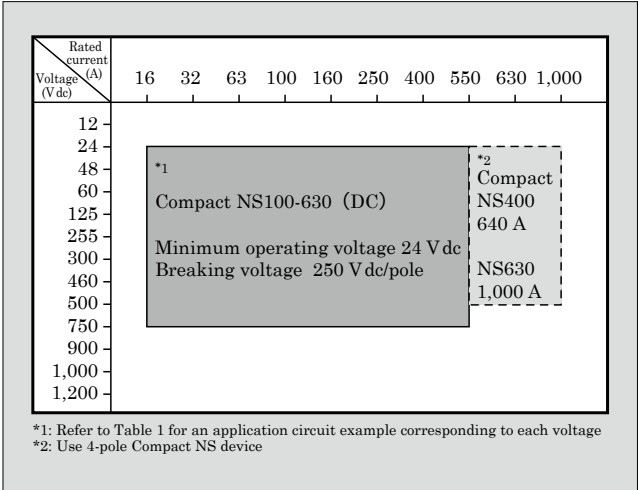 Rated
current
(A)
Voltage
(V dc)
16 32 63 100 160 250 400 550 630 1,000
12
24
48
60
125
255
300
460
500
750
900
1,000
1,200
*1
Compact NS100-630 (DC)
Minimum operating voltage 24 V dc
Breaking voltage 250 V dc/pole
*2
Compact
NS400
640 A
NS630
1,000 A
*1: Refer to Table 1 for an application circuit example corresponding to each voltage
*2: Use 4-pole Compact NS device